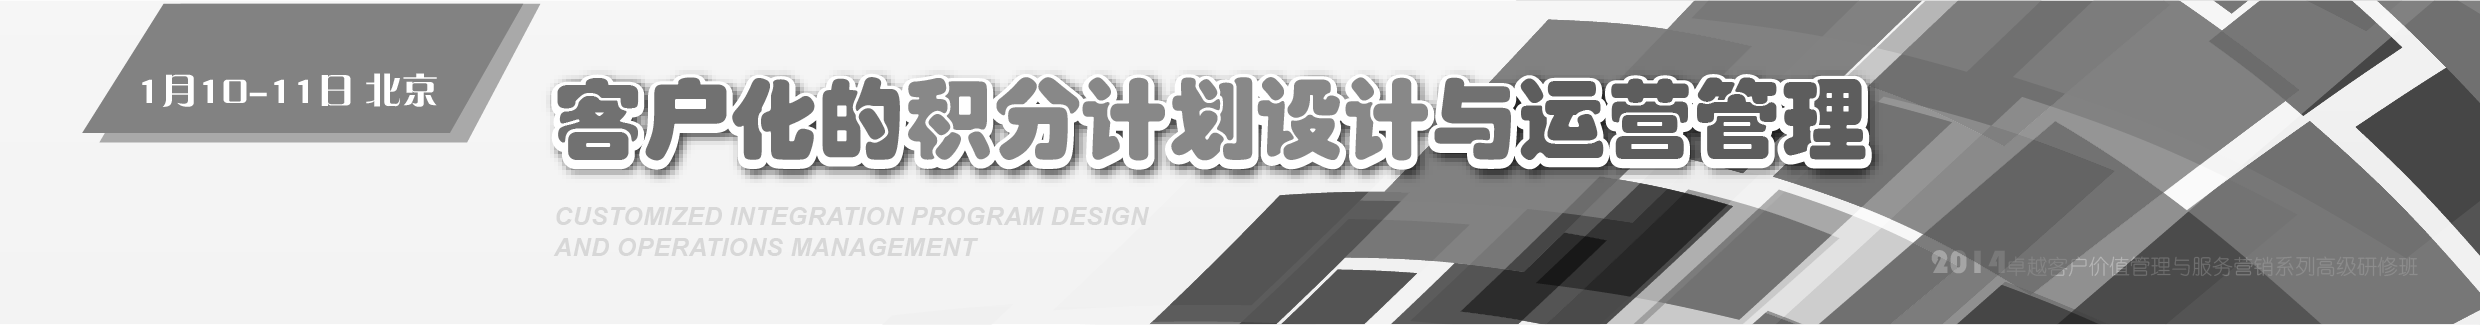 1月10-11日 北京
客户化的积分计划设计与运营管理
CUSTOMIZED INTEGRATION PROGRAM DESIGN
AND OPERATIONS MANAGEMENT
2014卓越客户价值管理与服务营销系列高级研修班